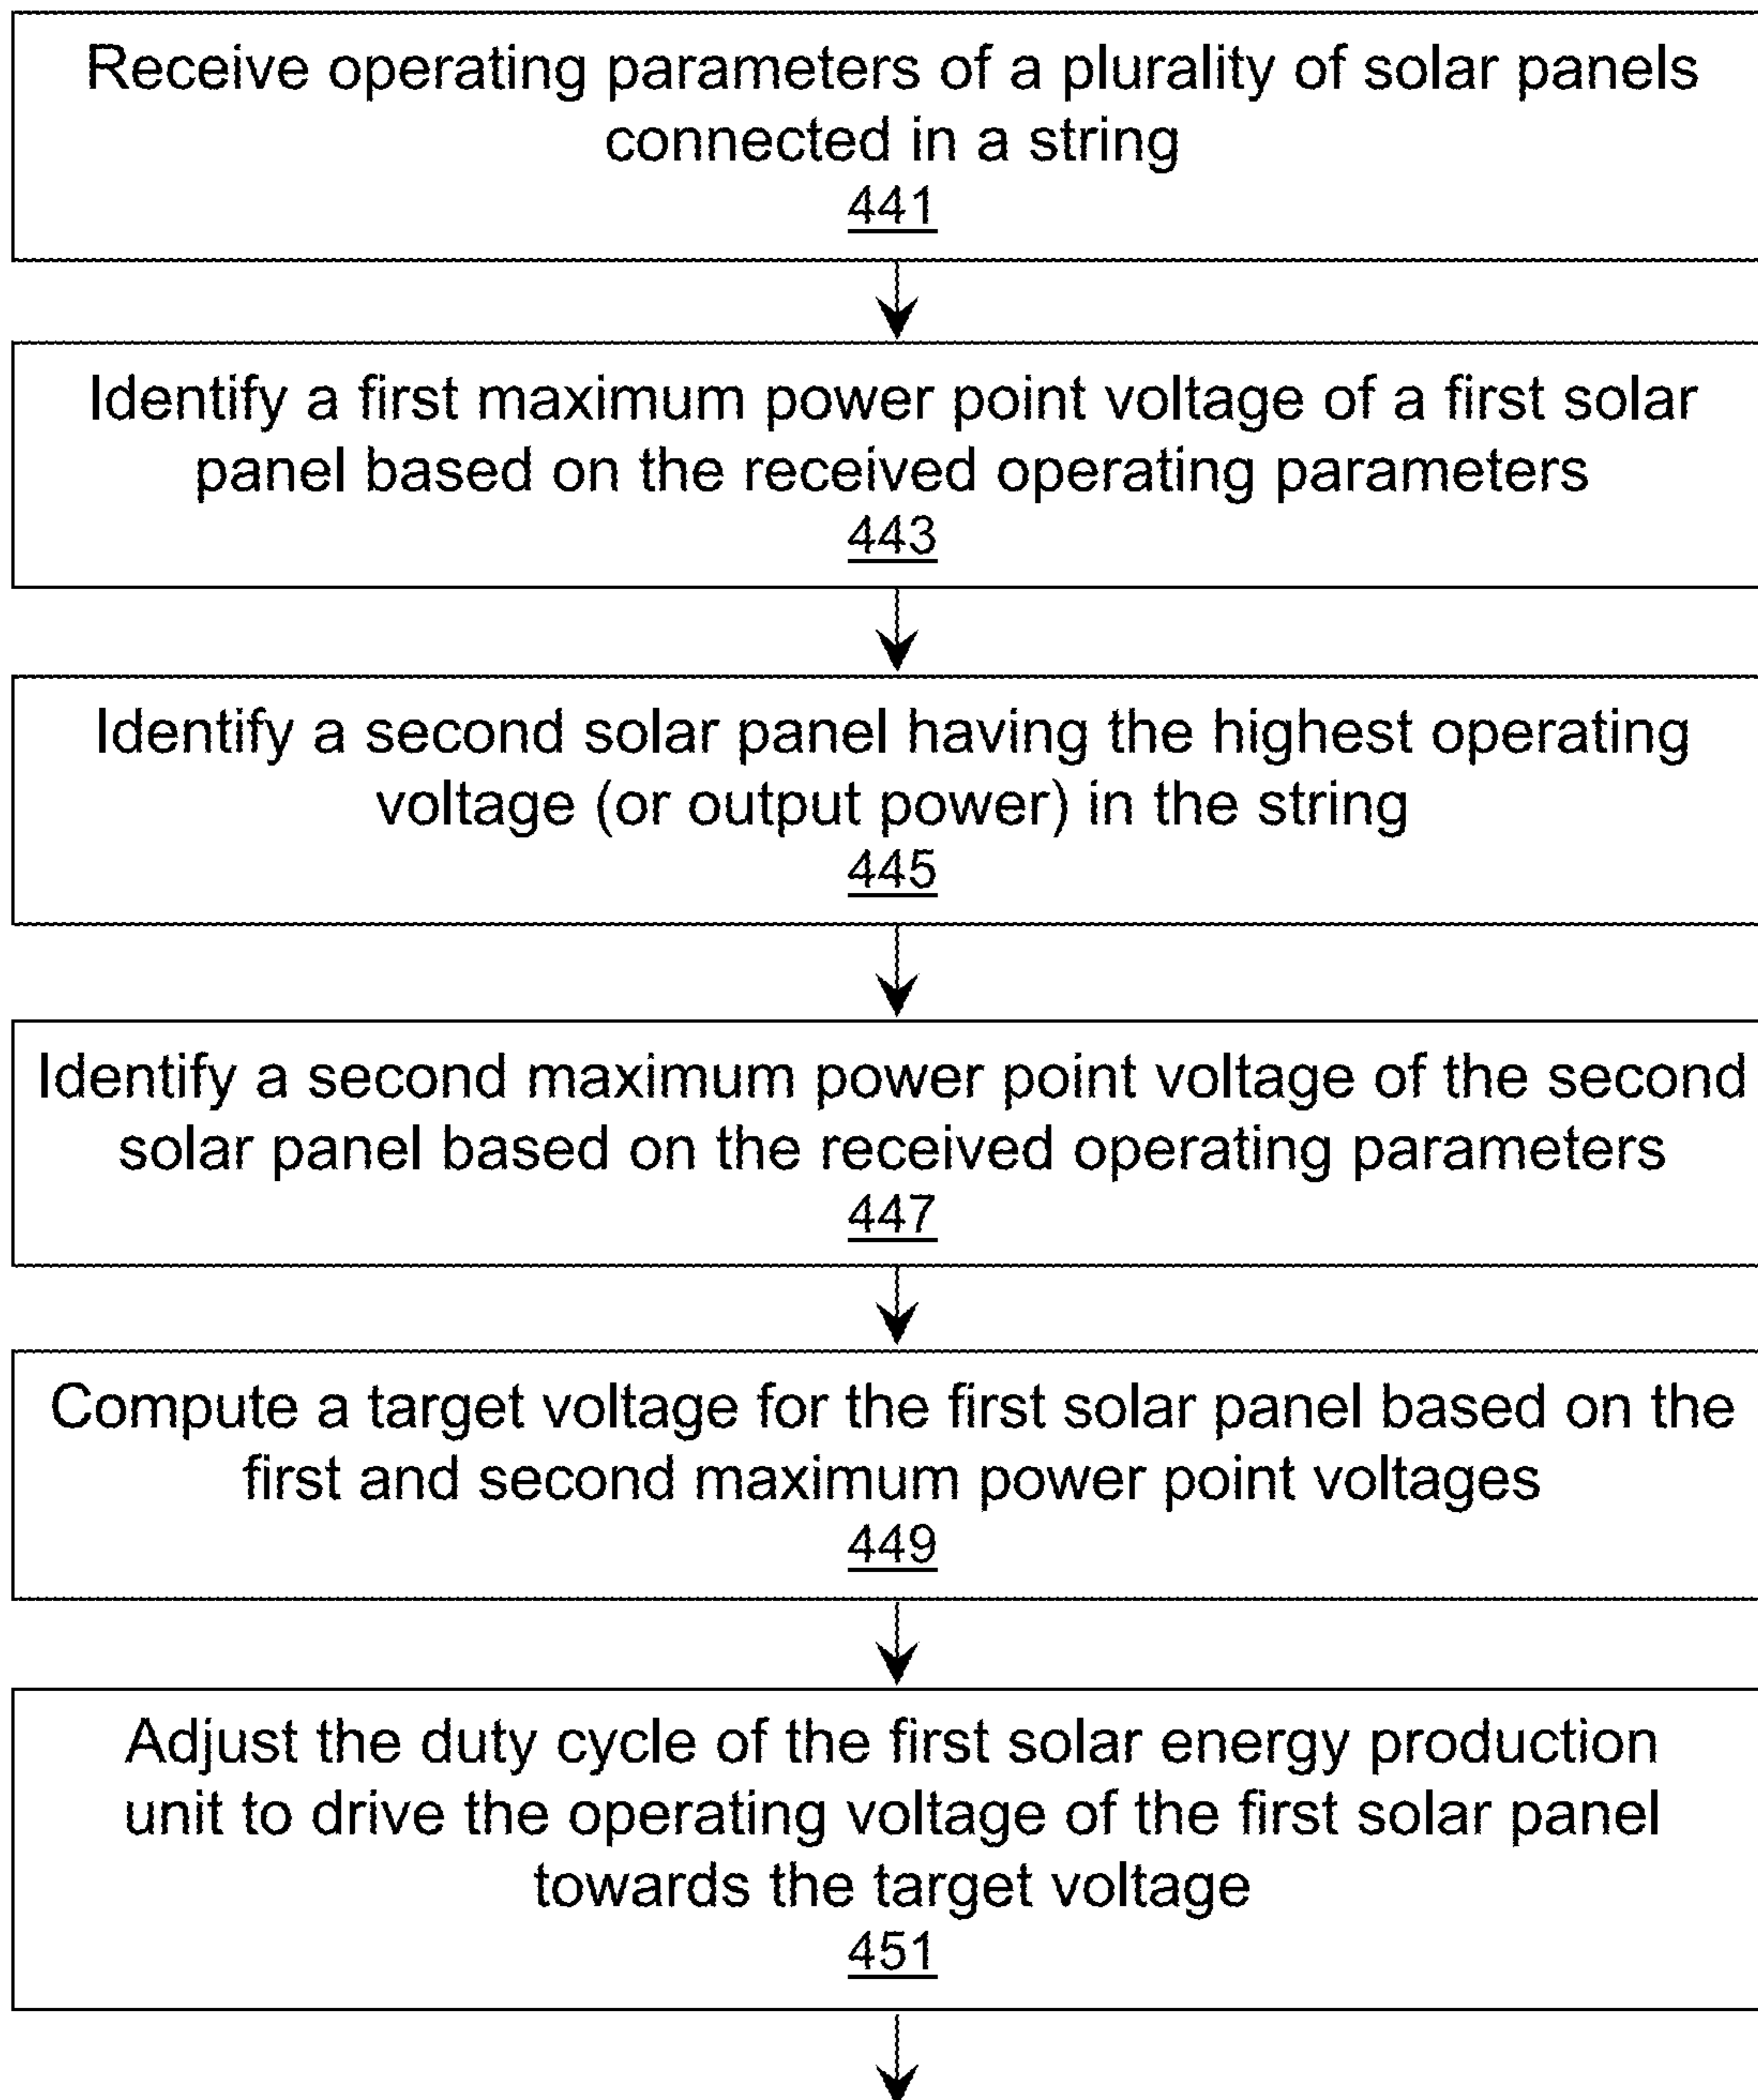 Receive operating parameters of a plurality of solar panels
connected in a string
441
Identify a first maximum power point voltage of a first solar
panel based on the received operating parameters
443
Identify a second solar panel having the highest operating
voltage (or output power) in the string
445
Identify a second maximum power point voltage of the second
solar panel based on the received operating parameters
447
Compute a target voltage for the first solar panel based on the
first and second maximum power point voltages
449
Adjust the duty cycle of the first solar energy production
unit to drive the operating voltage of the first solar panel
towards the target voltage
451